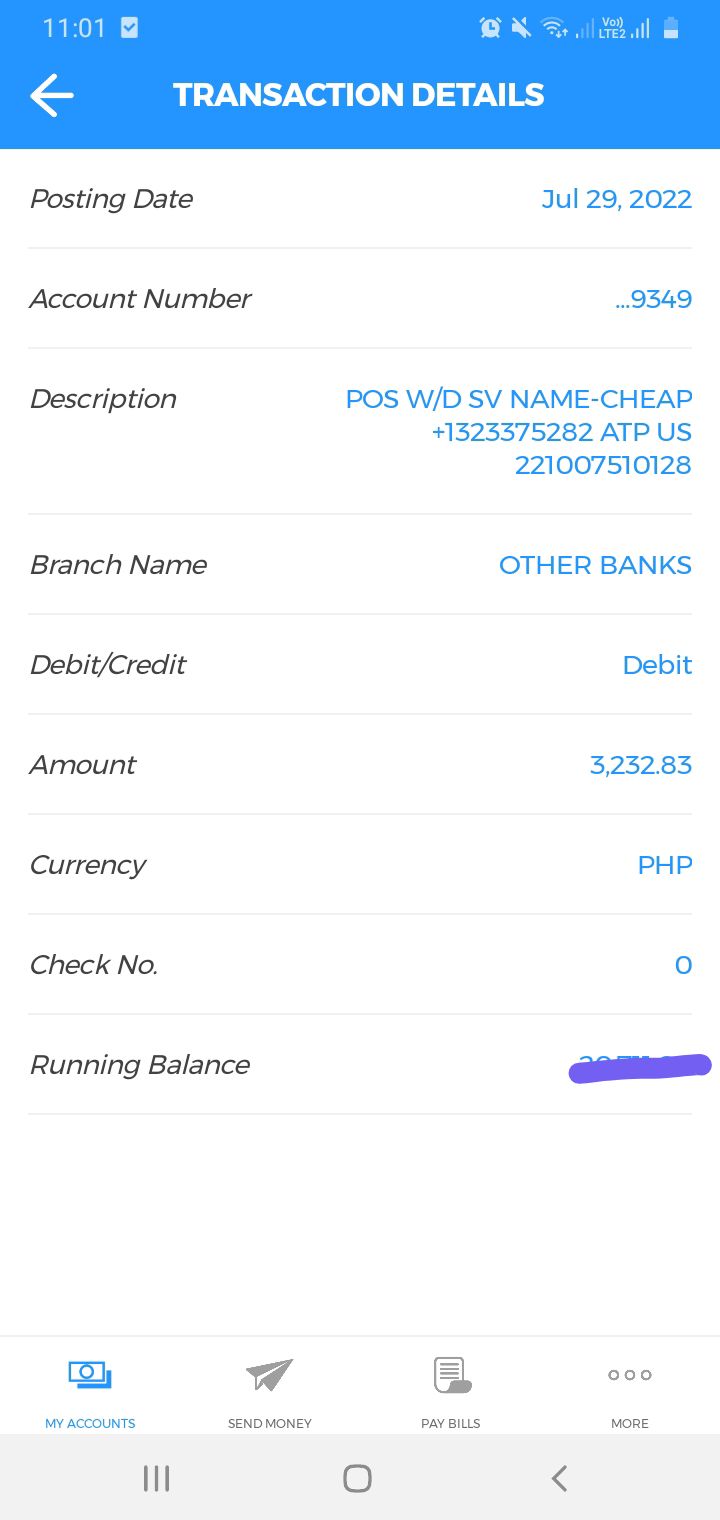 11:01
Vo))
LTE2
TRANSACTION DETAILS
Posting Date Jul 29, 2022
Account Number ...9349
Description POS W/D SV NAME-CHEAP
+1323375282 ATP US
221007510128
Branch Name OTHER BANKS
Debit/Credit Debit
Amount 3,232.83
Currency PHP
Check No. 0
Running Balance
MY ACCOUNTS SEND MONEY PAY BILLS MORE